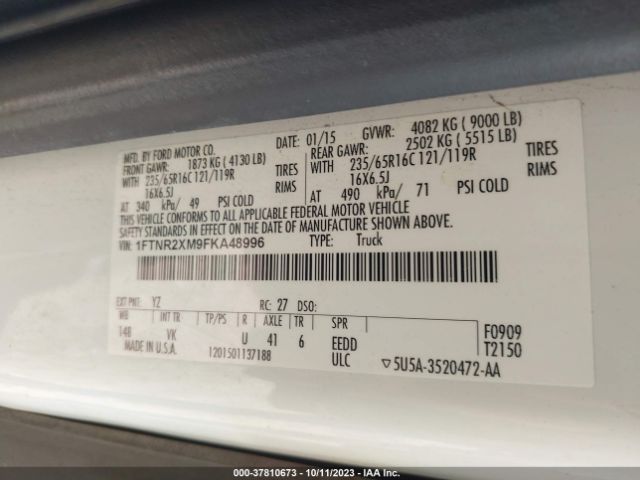 MFD. BY FORD MOTOR CO.
DATE: 01/15 GVWR: 4082 KG ( 9000 LB)
FRONT GAWR: 1873 KG ( 4130 LB) REAR GAWR: 2502 KG ( 5515 LB)
WITH 235/65R16C 121/119R TIRES WITH 235/65R16C 121/119R TIRES
16X6.5J RIMS 16X6.5J RIMS
AT 340 kPa/ 49 PSI COLD AT 490 kPa/ 71 PSI COLD
THIS VEHICLE CONFORMS TO ALL APPLICABLE FEDERAL MOTOR VEHICLE
SAFETY STANDARDS IN EFFECT ON THE DATE OF MANUFACTURE SHOWN ABOVE.
VIN: 1FTNR2XM9FKA48996 TYPE: Truck
EXT PNT: YZ RC: 27 DSO:
WB INT TR TP/PS R AXLE TR SPR
148 VK U 41 6 EEDD
F0909
T2150
MADE IN U.S.A. 1201501137188 ULC ▽5U5A-3520472-AA
000-37810673 - 10/11/2023 - IAA Inc.